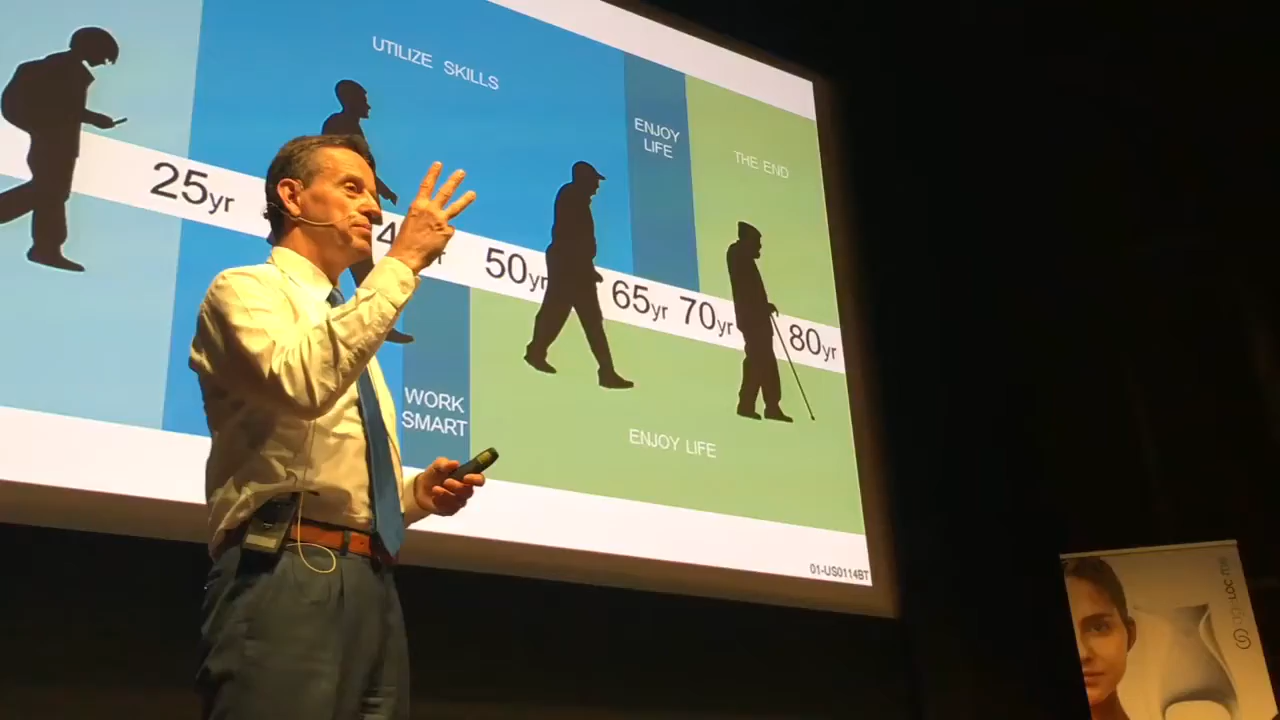 UTILIZE SKILLS
ENJOY
LIFE
THE END
25yr
50yr
65yr
70yr
80yr
WORK
SMART
ENJOY LIFE
01-US0114BT